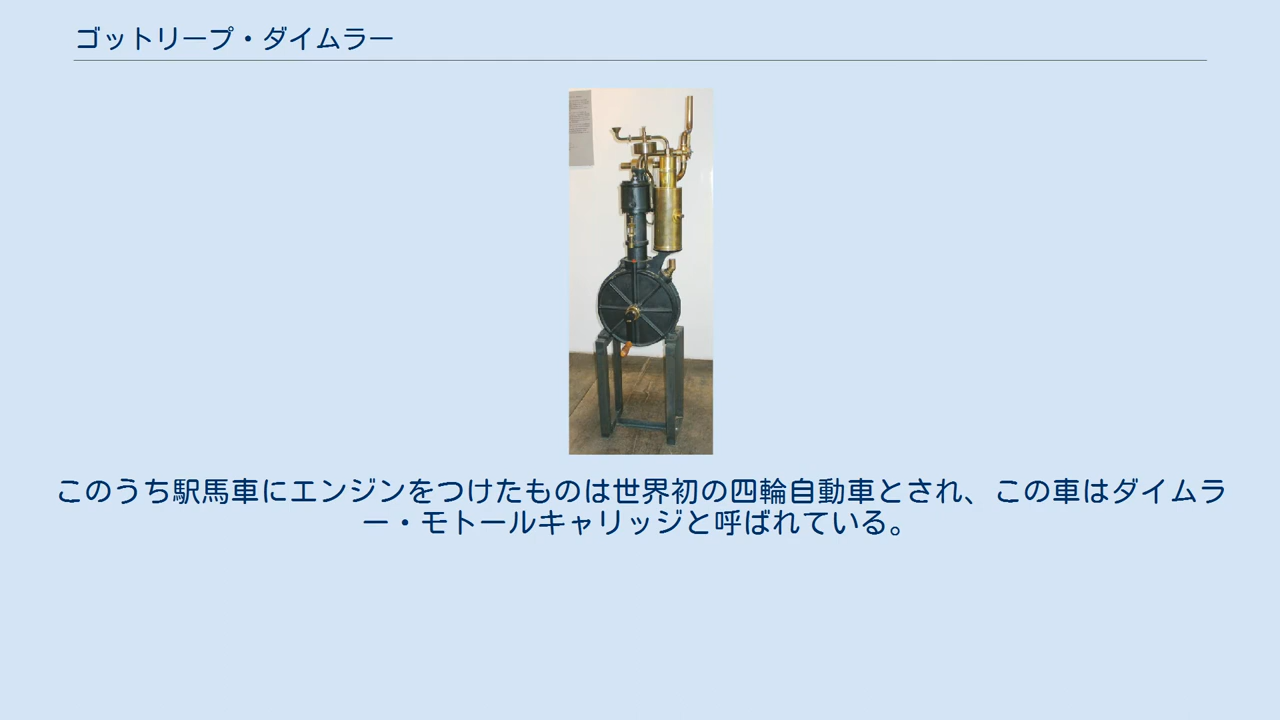 ゴットリープ・ダイムラー
このうち駅馬車にエンジンをつけたものは世界初の四輪自動車とされ、この車はダイムラ
ー・モトールキャリッジと呼ばれている。